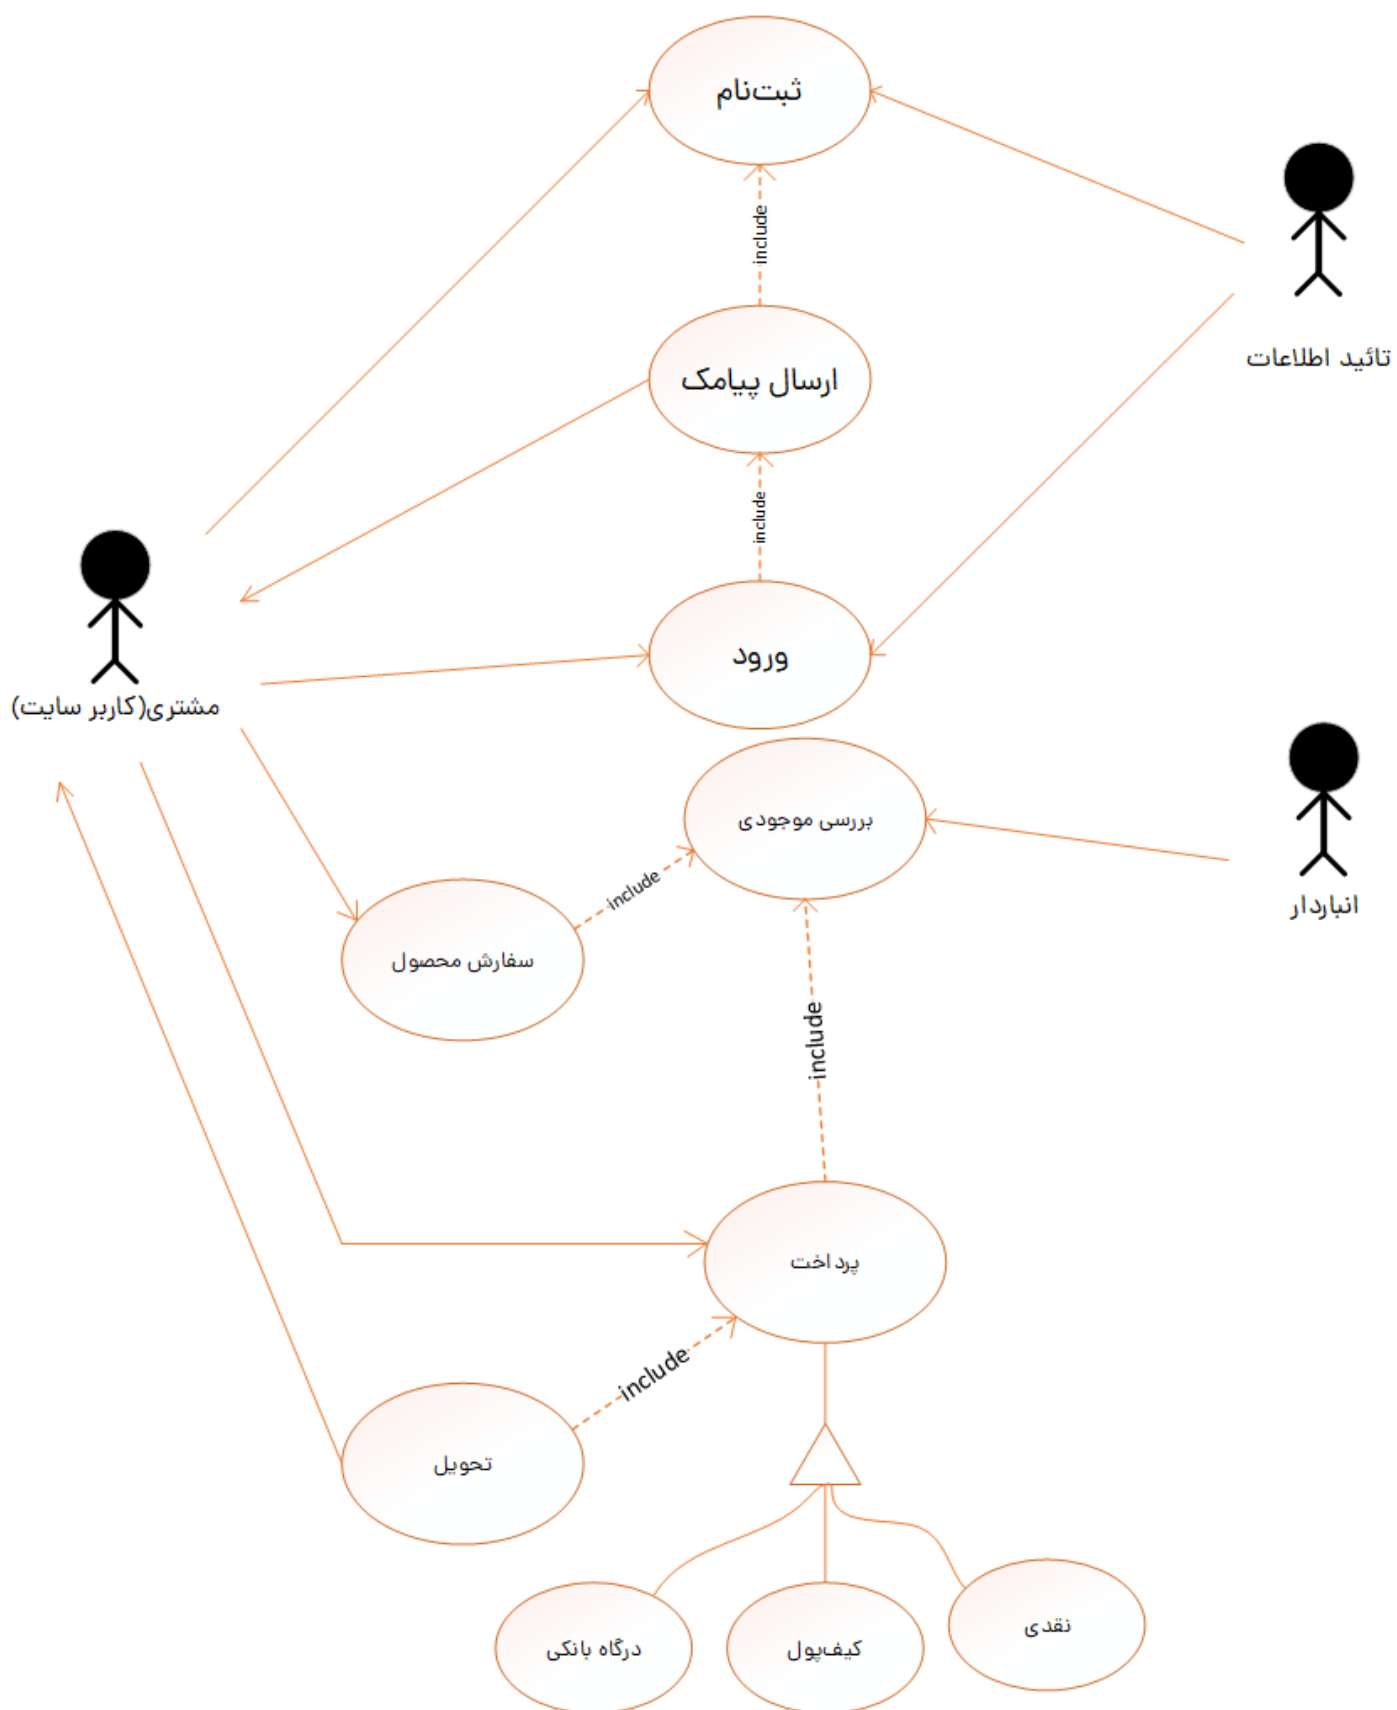 ثبت‌نام
include
تائید اطلاعات
ارسال پیامک
include
ورود
مشتری(کاربر سایت)
بررسی موجودی
include
انباردار
سفارش محصول
include
پرداخت
include
تحویل
نقدی
کیف‌پول
درگاه بانکی